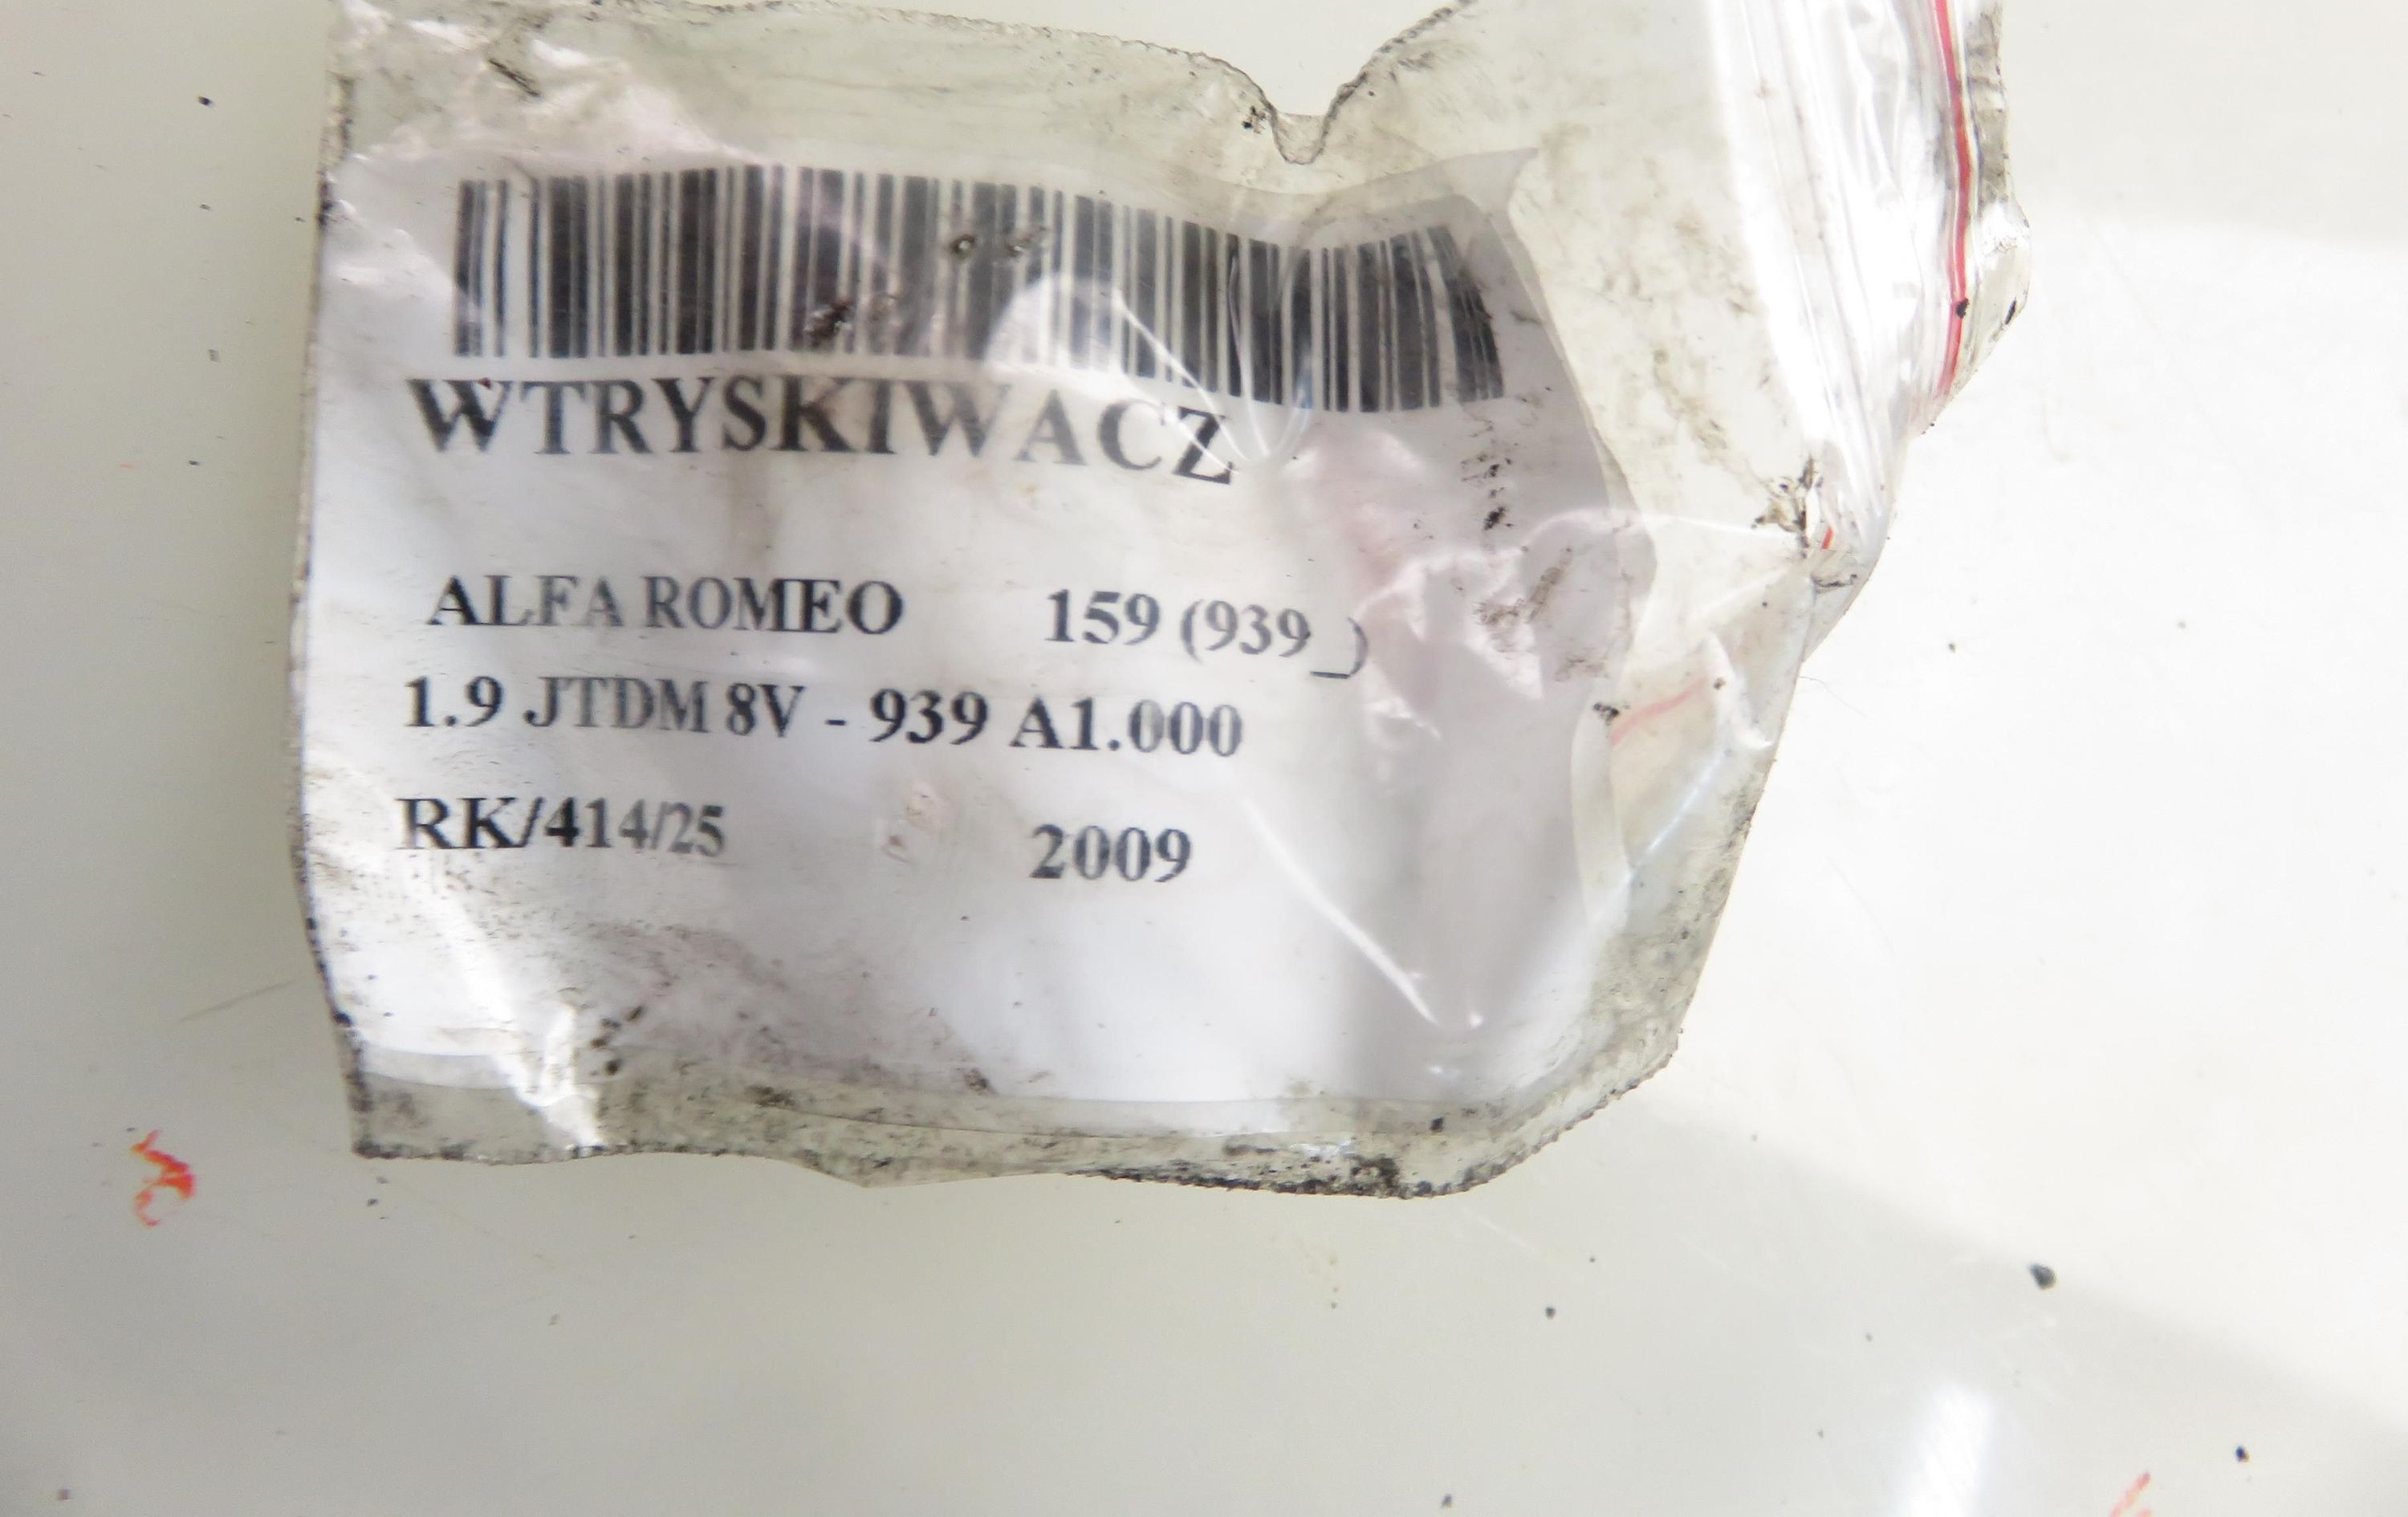 WTRYSKIWACZ
ALFA ROMEO 159 (939_)
1.9 JTDM 8V - 939 A1.000
RK/414/25 2009